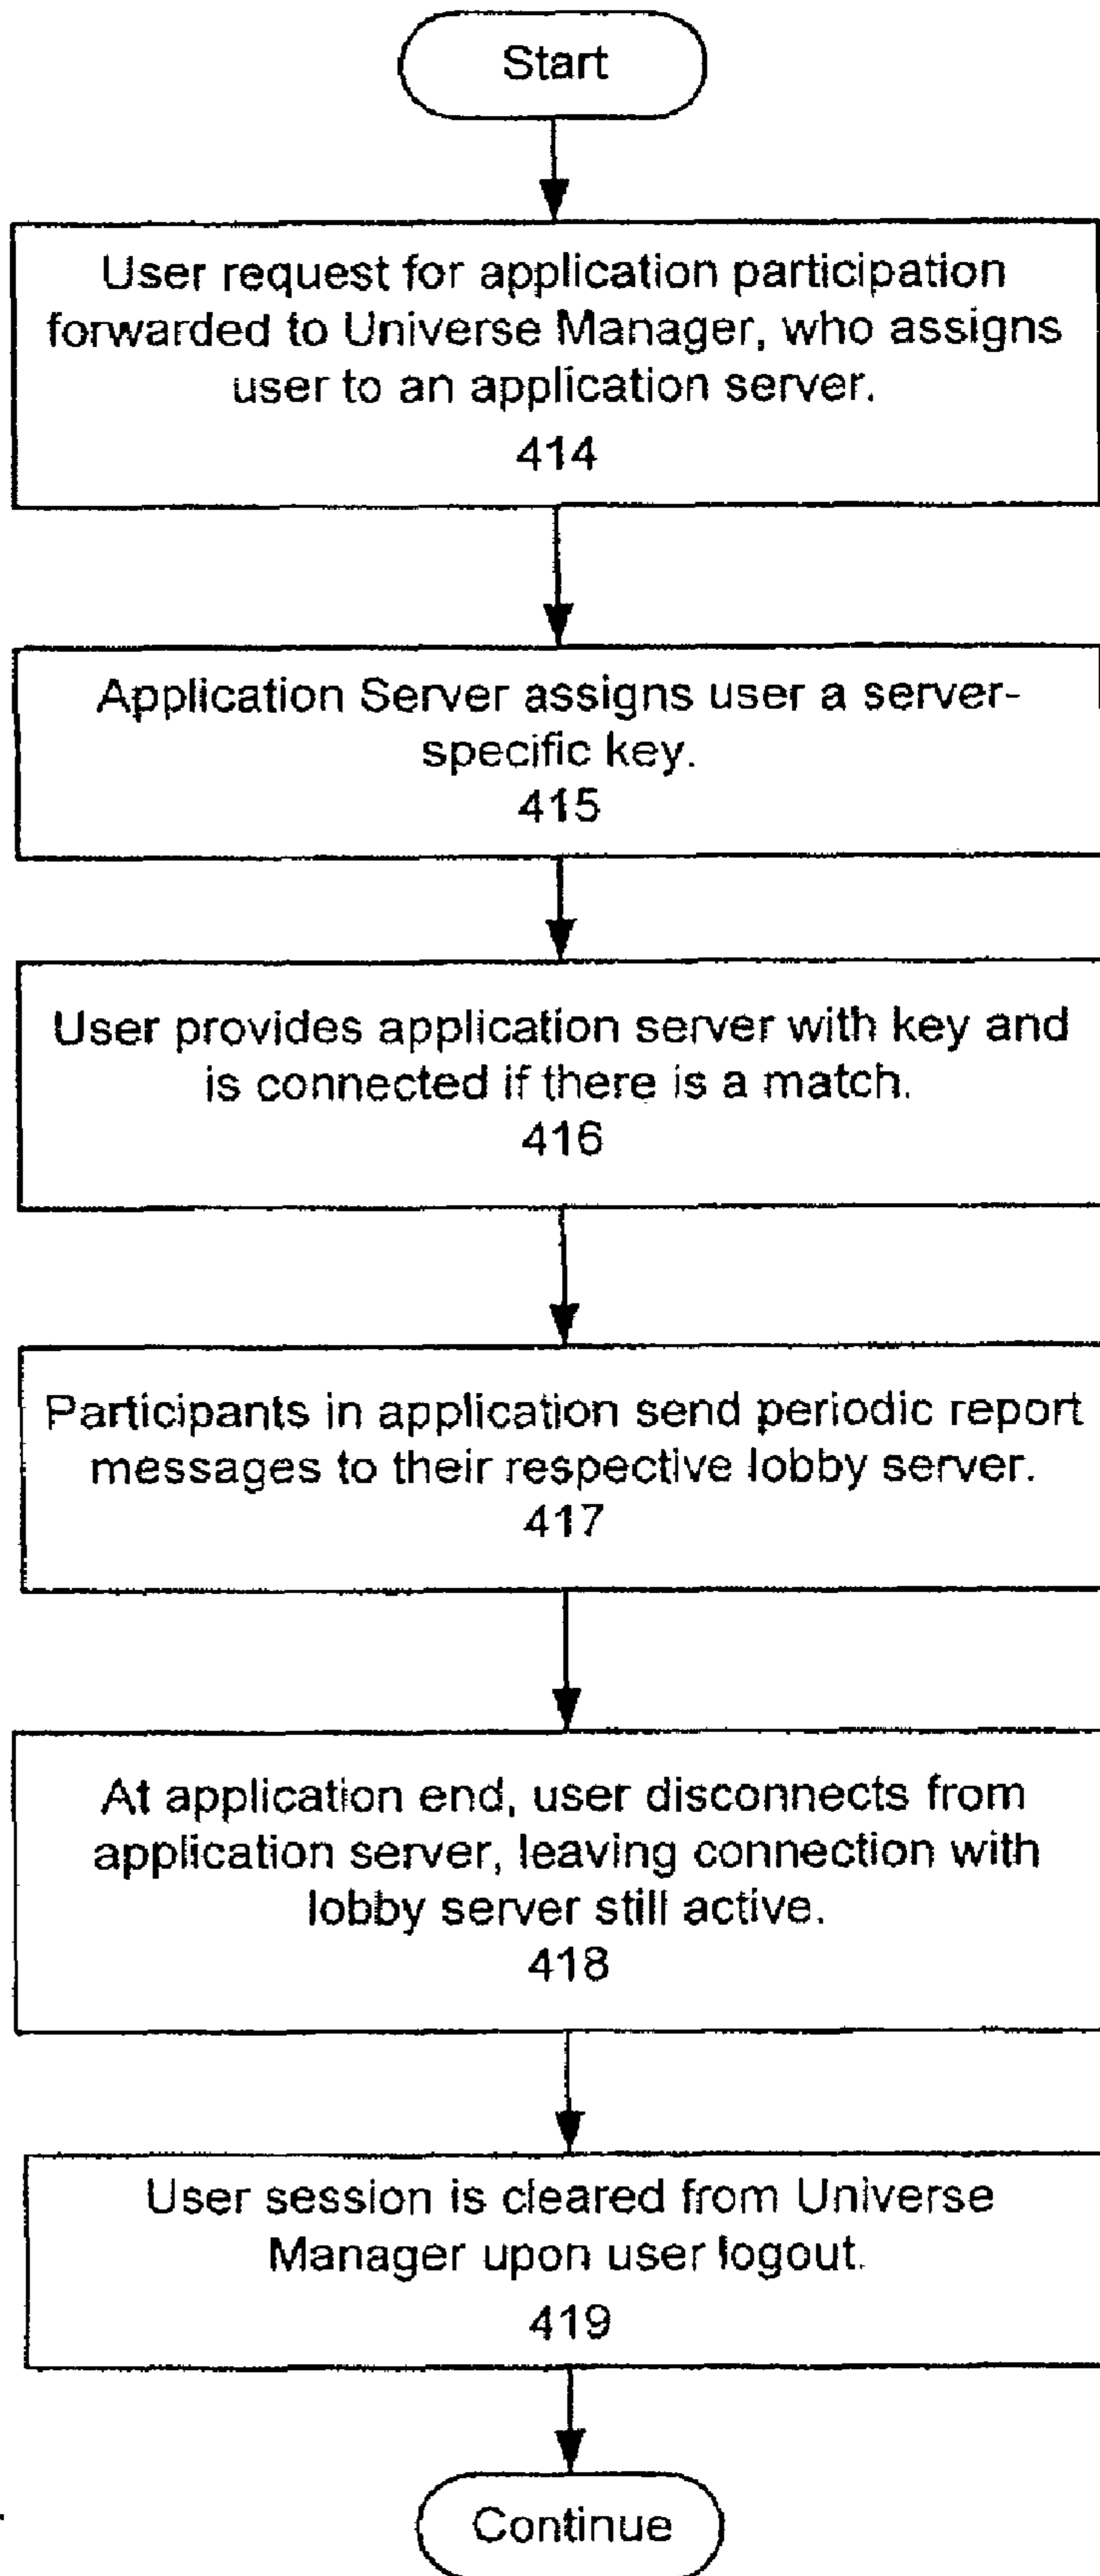 Start
User request for application participation
forwarded to Universe Manager, who assigns
user to an application server.
414
Application Server assigns user a server-
specific key.
415
User provides application server with key and
is connected if there is a match.
416
Participants in application send periodic report
messages to their respective lobby server.
417
At application end, user disconnects from
application server, leaving connection with
lobby server still active.
418
User session is cleared from Universe
Manager upon user logout.
419
Continue